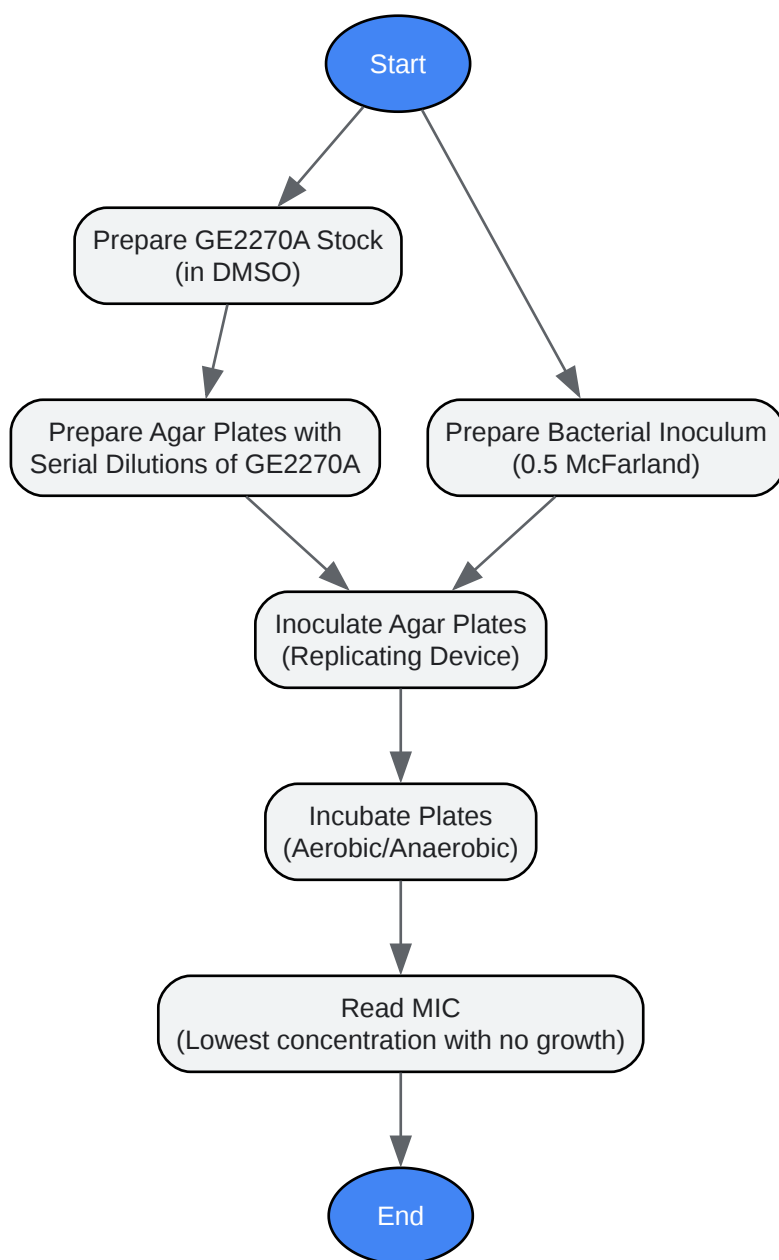 Start
Prepare GE2270A Stock
(in DMSO)
Prepare Agar Plates with
Serial Dilutions of GE2270A
Prepare Bacterial Inoculum
(0.5 McFarland)
Inoculate Agar Plates
(Replicating Device)
Incubate Plates
(Aerobic/Anaerobic)
Read MIC
(Lowest concentration with no growth)
End